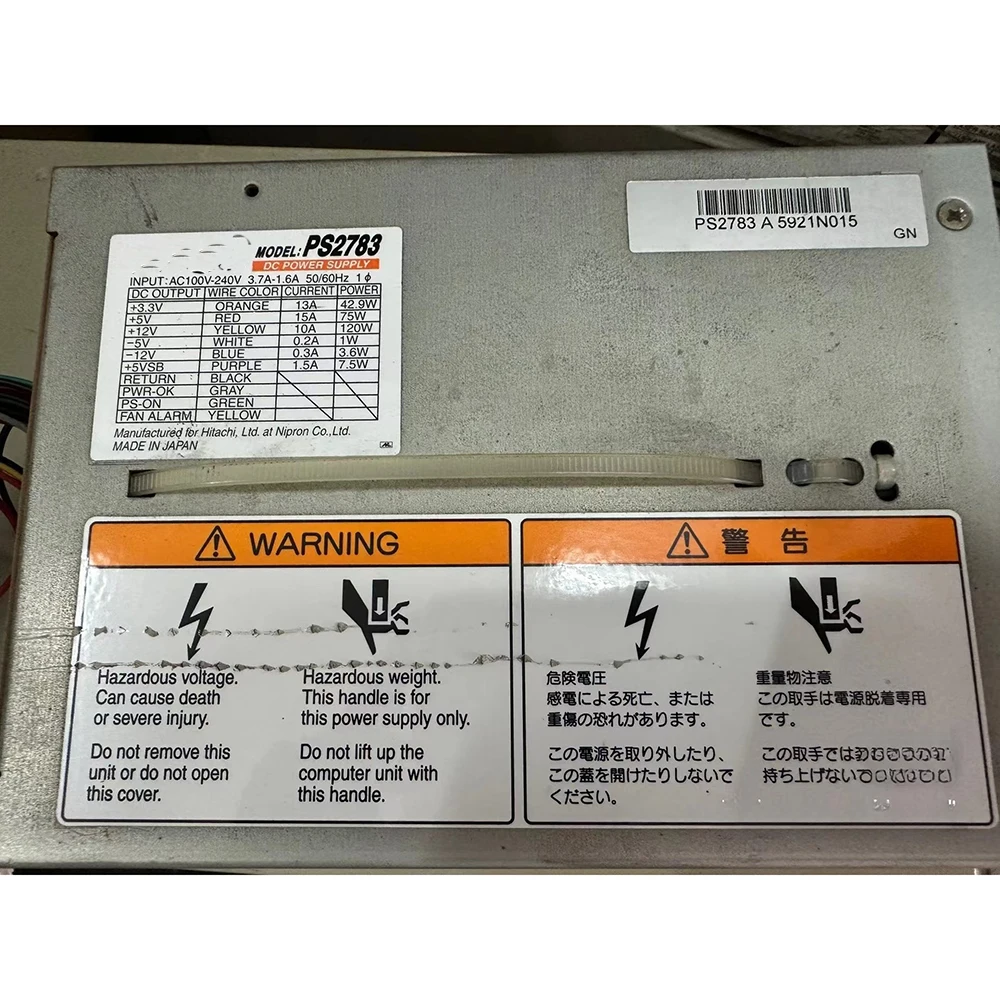 MODEL: PS2783
DC POWER SUPPLY
INPUT: AC100V-240V 3.7A-1.6A 50/60Hz 1ϕ
DC OUTPUT WIRE COLOR CURRENT POWER
+3.3V ORANGE 13A 42.9W
+5V RED 15A 75W
+12V YELLOW 10A 120W
-5V WHITE 0.2A 1W
-12V BLUE 0.3A 3.6W
+5VSB PURPLE 1.5A 7.5W
RETURN BLACK
PWR-OK GRAY
PS-ON GREEN
FAN ALARM YELLOW
Manufactured for Hitachi, Ltd. at Nipron Co., Ltd.
MADE IN JAPAN
PS2783 A 5921N015
GN
WARNING
Hazardous voltage.
Can cause death
or severe injury.
Do not remove this
unit or do not open
this cover.
Hazardous weight.
This handle is for
this power supply only.
Do not lift up the
computer unit with
this handle.
警告
危険電圧
感電による死亡、または
重傷の恐れがあります。
この電源を取り外したり、
この蓋を開けたりしないで
ください。
重量物注意
この取手は電源脱着専用
です。
この取手では
持ち上げないで